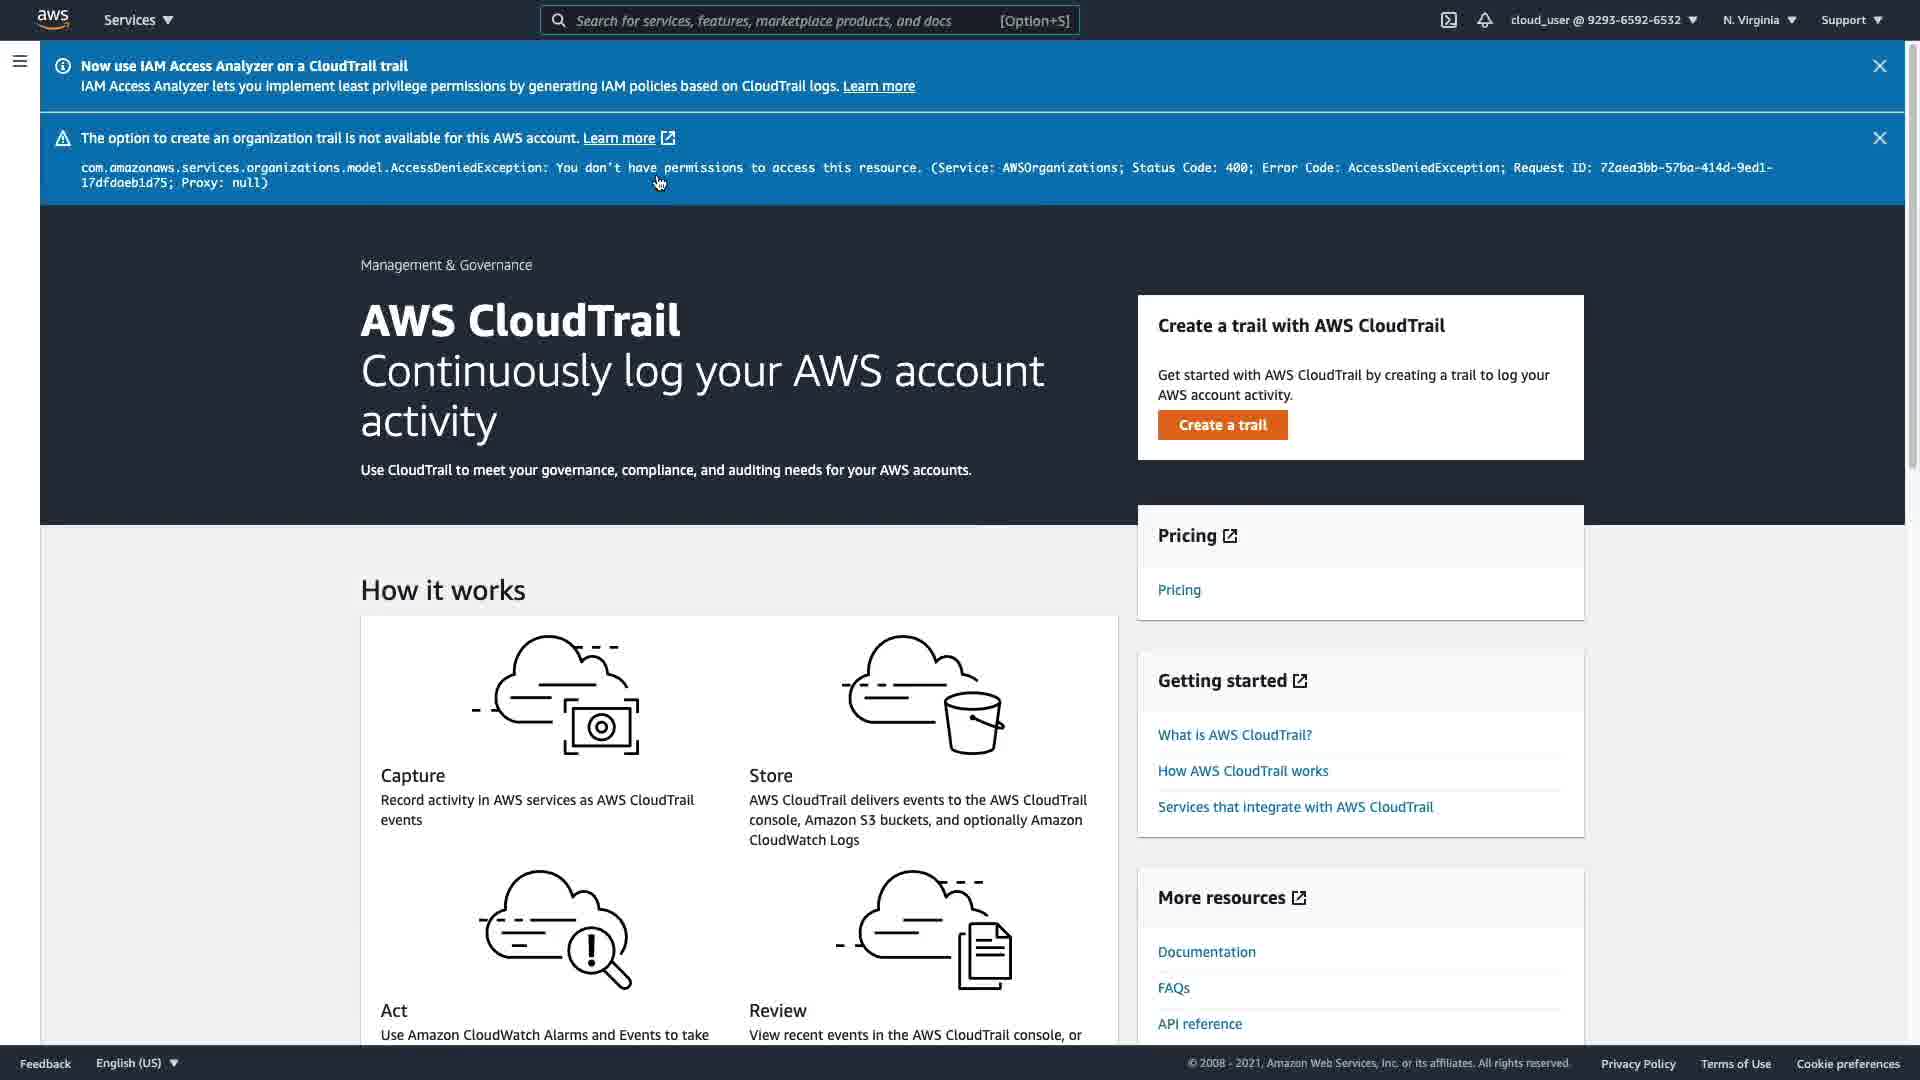 aws
Services
Search for services, features, marketplace products, and docs [Option+S]
cloud_user @ 9293-6592-6532
N. Virginia
Support
Now use IAM Access Analyzer on a CloudTrail trail
IAM Access Analyzer lets you implement least privilege permissions by generating IAM policies based on CloudTrail logs. Learn more
The option to create an organization trail is not available for this AWS account. Learn more
com.amazonaws.services.organizations.model.AccessDeniedException: You don't have permissions to access this resource. (Service: AWSOrganizations; Status Code: 400; Error Code: AccessDeniedException; Request ID: 72aea3bb-57ba-414d-9ed1-
17dfdaeb1d75; Proxy: null)
Management & Governance
AWS CloudTrail
Continuously log your AWS account
activity
Use CloudTrail to meet your governance, compliance, and auditing needs for your AWS accounts.
Create a trail with AWS CloudTrail
Get started with AWS CloudTrail by creating a trail to log your
AWS account activity.
Create a trail
Pricing
Pricing
How it works
Capture
Record activity in AWS services as AWS CloudTrail
events
Store
AWS CloudTrail delivers events to the AWS CloudTrail
console, Amazon S3 buckets, and optionally Amazon
CloudWatch Logs
Act
Use Amazon CloudWatch Alarms and Events to take
Review
View recent events in the AWS CloudTrail console, or
Getting started
What is AWS CloudTrail?
How AWS CloudTrail works
Services that integrate with AWS CloudTrail
More resources
Documentation
FAQs
API reference
Feedback
English (US)
© 2008 - 2021, Amazon Web Services, Inc. or its affiliates. All rights reserved.
Privacy Policy
Terms of Use
Cookie preferences